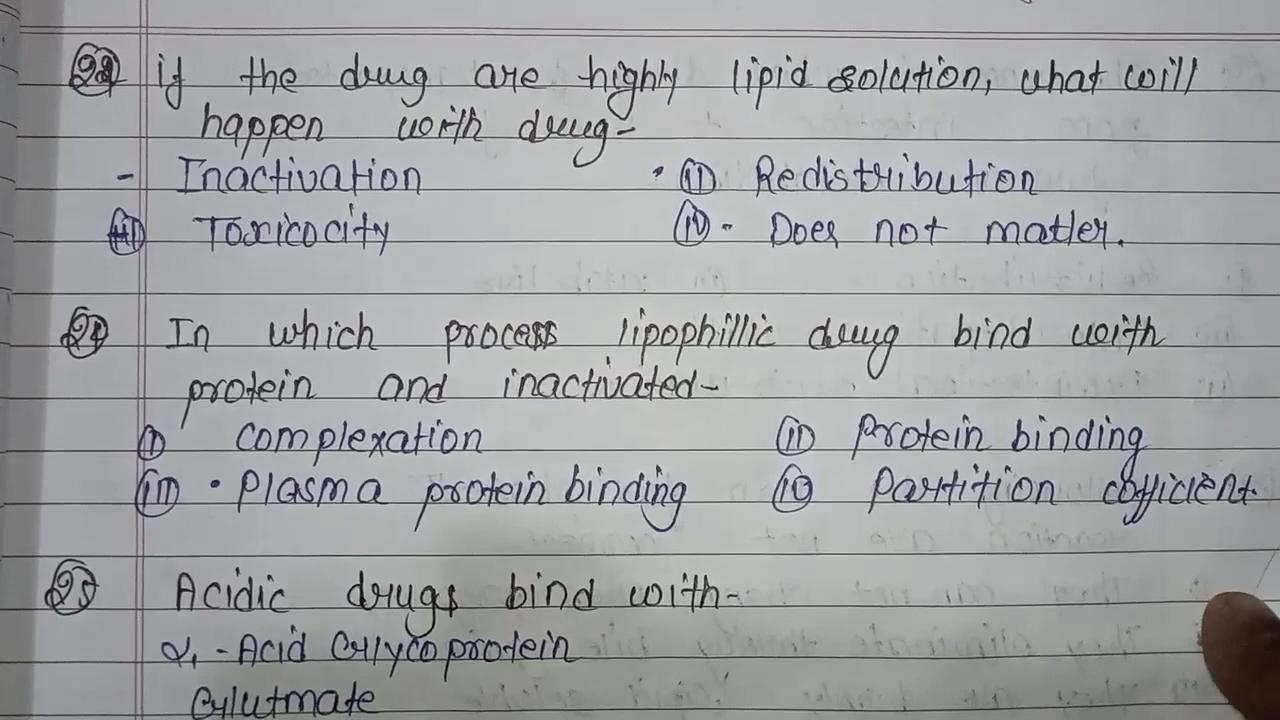 if the drug are highly lipid solution, what will
happen with drug-
- Inactivation · (ii) Redistribution
(iii) Toxicocity (iv) - Does not matler.
(24) In which process lipophillic drug bind with
protein and inactivated-
(i) complexation (ii) protein binding
(iii) · Plasma protein binding (iv) Partition cofficient.
(25) Acidic drugs bind with-
α₁ - Acid Glycoprotein
Glutmate